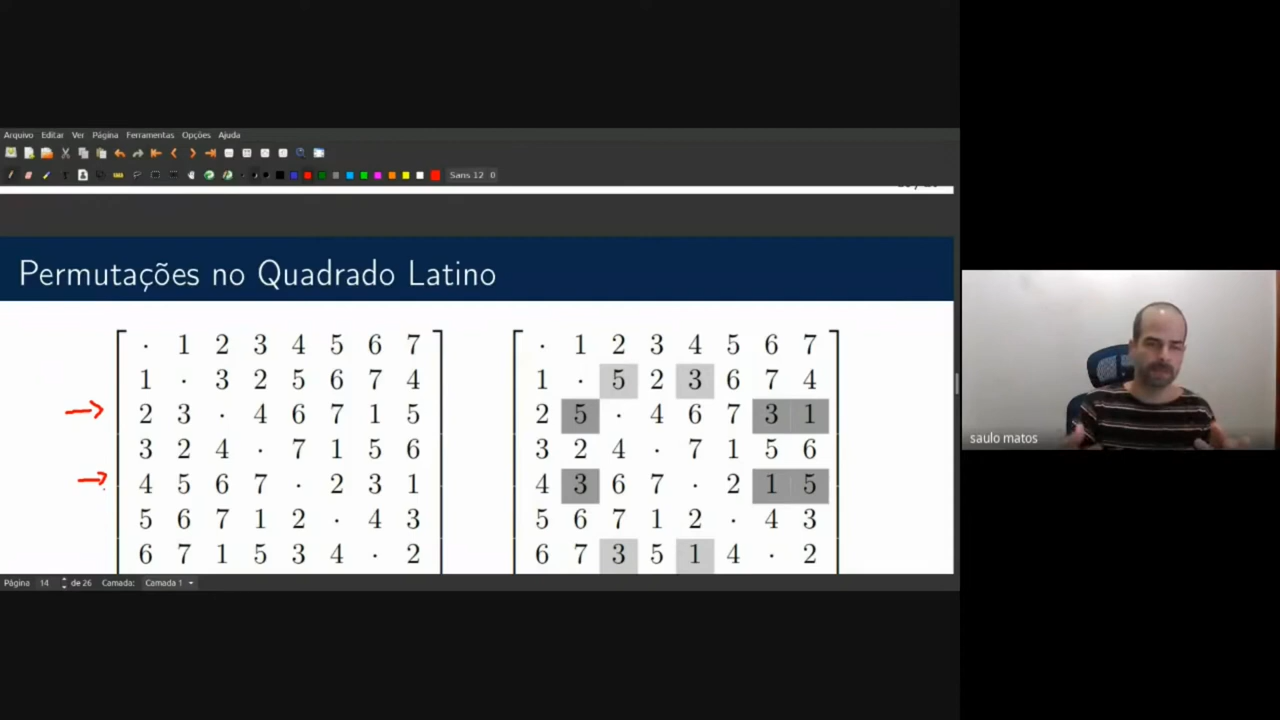 Arquivo Editar Ver Página Ferramentas Opções Ajuda
Sans 12 0
Permutações no Quadrado Latino
· 1 2 3 4 5 6 7
1 · 3 2 5 6 7 4
2 3 · 4 6 7 1 5
3 2 4 · 7 1 5 6
4 5 6 7 · 2 3 1
5 6 7 1 2 · 4 3
6 7 1 5 3 4 · 2
· 1 2 3 4 5 6 7
1 · 5 2 3 6 7 4
2 5 · 4 6 7 3 1
3 2 4 · 7 1 5 6
4 3 6 7 · 2 1 5
5 6 7 1 2 · 4 3
6 7 3 5 1 4 · 2
Página 14 de 26 Camada: Camada 1
saulo matos